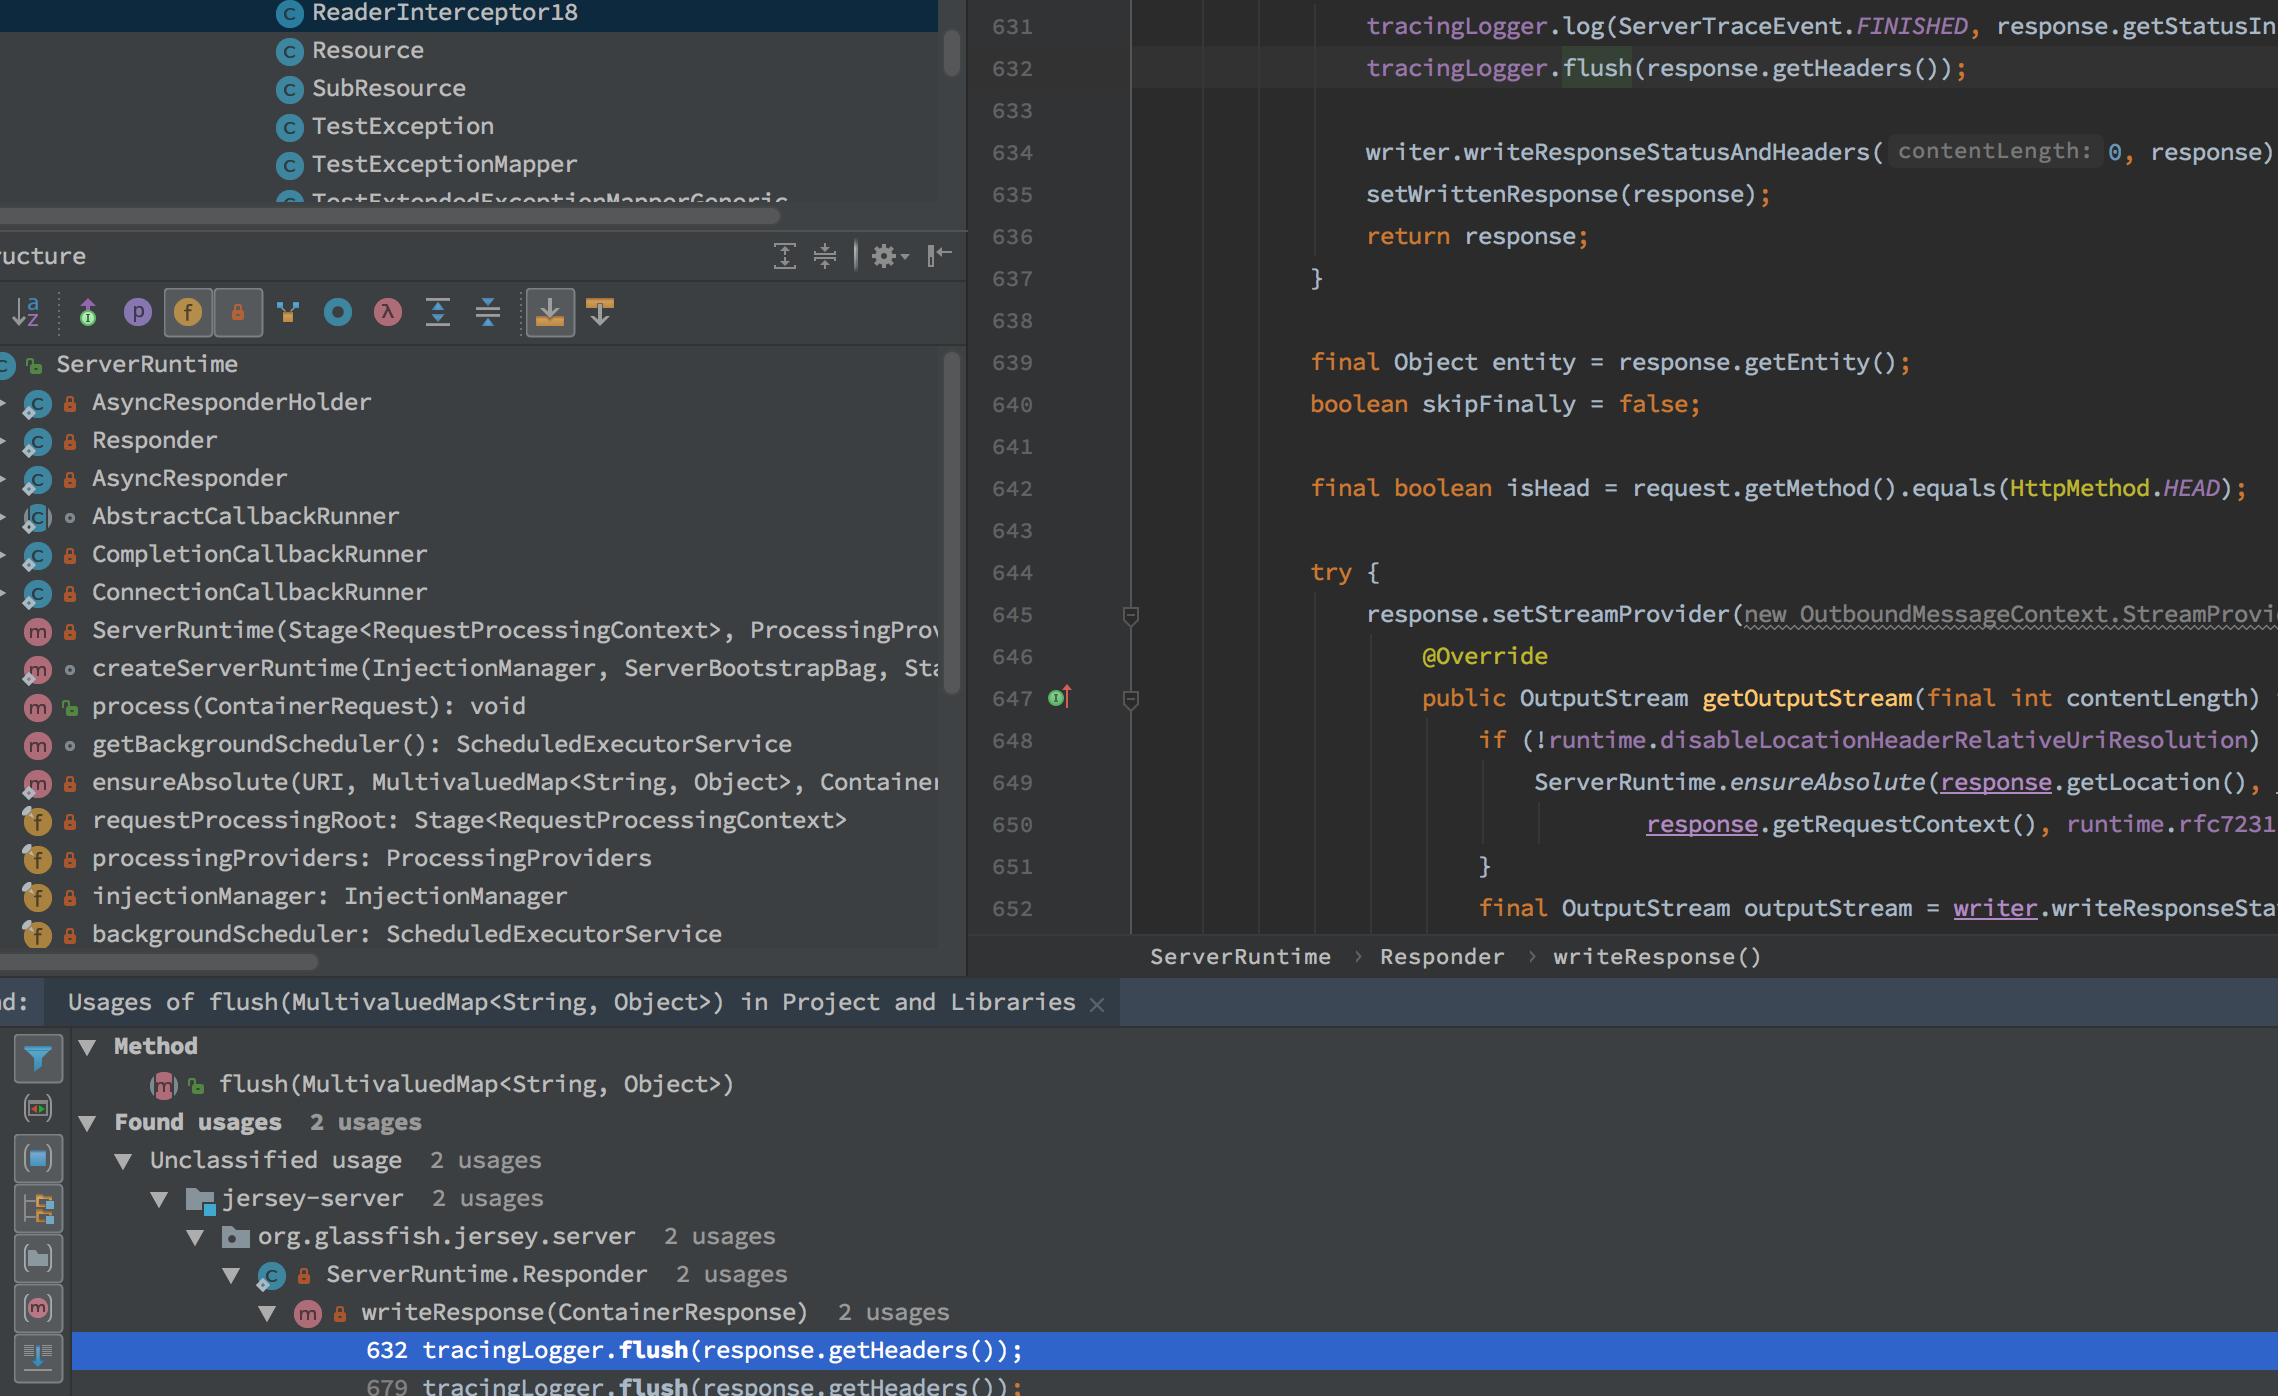 ReaderInterceptor18
Resource
SubResource
TestException
TestExceptionMapper
TestExtendedExceptionMapperGeneric
ucture
ServerRuntime
AsyncResponderHolder
Responder
AsyncResponder
AbstractCallbackRunner
CompletionCallbackRunner
ConnectionCallbackRunner
ServerRuntime(Stage<RequestProcessingContext>, ProcessingProv
createServerRuntime(InjectionManager, ServerBootstrapBag, Sta
process(ContainerRequest): void
getBackgroundScheduler(): ScheduledExecutorService
ensureAbsolute(URI, MultivaluedMap<String, Object>, Container
requestProcessingRoot: Stage<RequestProcessingContext>
processingProviders: ProcessingProviders
injectionManager: InjectionManager
backgroundScheduler: ScheduledExecutorService
631 tracingLogger.log(ServerTraceEvent.FINISHED, response.getStatusIn
632 tracingLogger.flush(response.getHeaders());
633
634 writer.writeResponseStatusAndHeaders( contentLength: 0, response)
635 setWrittenResponse(response);
636 return response;
637 }
638
639 final Object entity = response.getEntity();
640 boolean skipFinally = false;
641
642 final boolean isHead = request.getMethod().equals(HttpMethod.HEAD);
643
644 try {
645 response.setStreamProvider(new OutboundMessageContext.StreamProvi
646 @Override
647 public OutputStream getOutputStream(final int contentLength)
648 if (!runtime.disableLocationHeaderRelativeUriResolution)
649 ServerRuntime.ensureAbsolute(response.getLocation(),
650 response.getRequestContext(), runtime.rfc7231
651 }
652 final OutputStream outputStream = writer.writeResponseSta
ServerRuntime › Responder › writeResponse()
nd: Usages of flush(MultivaluedMap<String, Object>) in Project and Libraries ×
Method
flush(MultivaluedMap<String, Object>)
Found usages 2 usages
Unclassified usage 2 usages
jersey-server 2 usages
org.glassfish.jersey.server 2 usages
ServerRuntime.Responder 2 usages
writeResponse(ContainerResponse) 2 usages
632 tracingLogger.flush(response.getHeaders());
679 tracingLogger.flush(response.getHeaders());